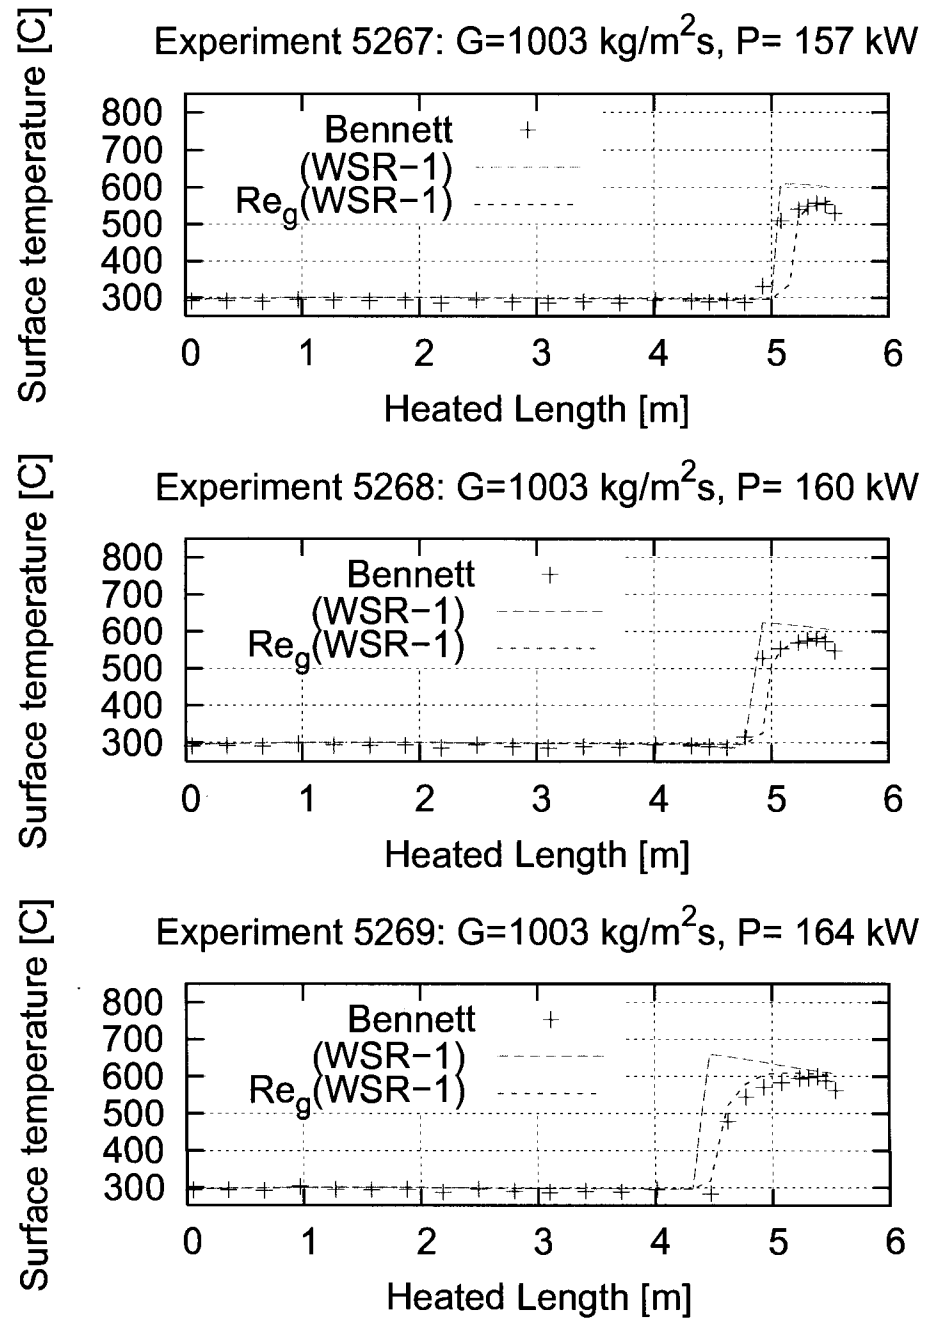 Experiment 5267: G=1003 kg/m²s, P= 157 kW
Surface temperature [C]
800
700
600
500
400
300
Bennett
(WSR−1)
Reg(WSR−1)
0 1 2 3 4 5 6
Heated Length [m]
Experiment 5268: G=1003 kg/m²s, P= 160 kW
Surface temperature [C]
800
700
600
500
400
300
Bennett
(WSR−1)
Reg(WSR−1)
0 1 2 3 4 5 6
Heated Length [m]
Experiment 5269: G=1003 kg/m²s, P= 164 kW
Surface temperature [C]
800
700
600
500
400
300
Bennett
(WSR−1)
Reg(WSR−1)
0 1 2 3 4 5 6
Heated Length [m]